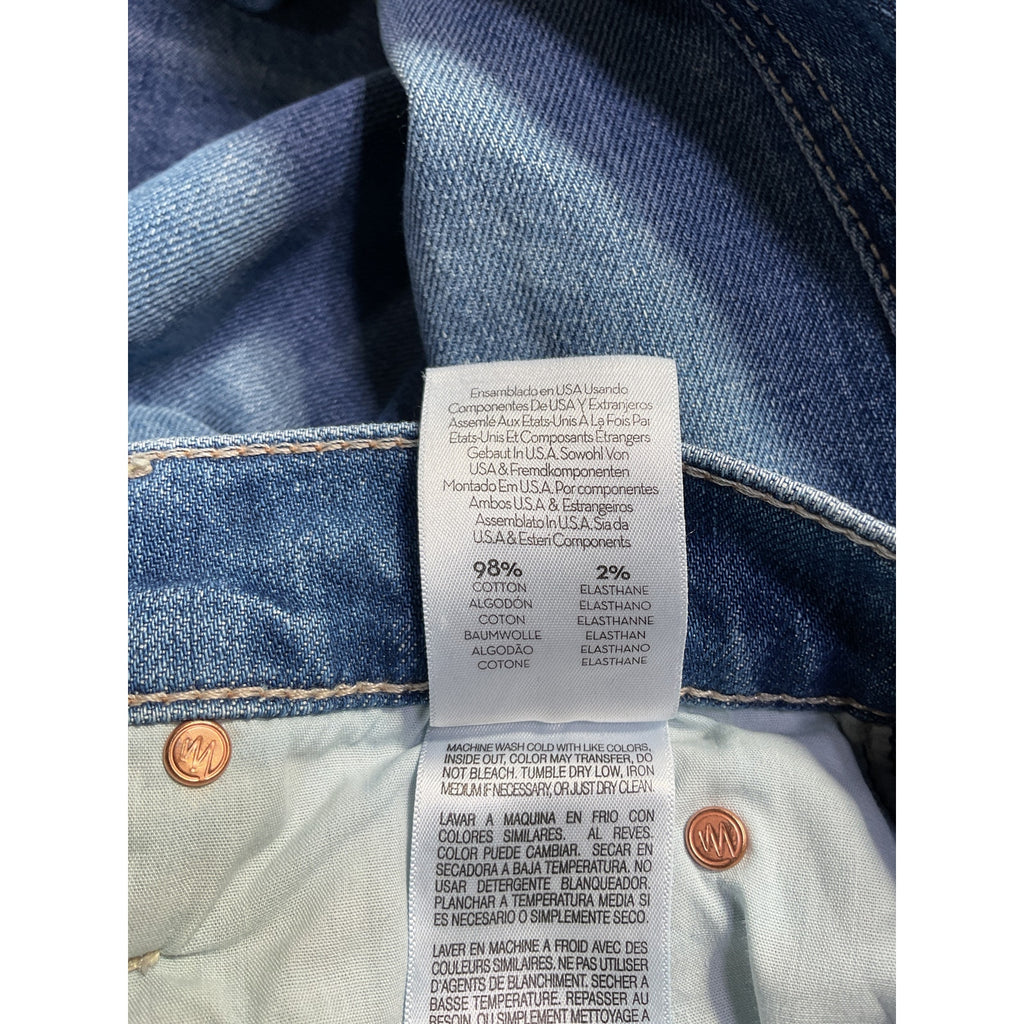 Ensamblado en USA Usando
Componentes De USA Y Extranjeros
Assemlé Aux Etats-Unis A La Fois Par
Etats-Unis Et Composants Étrangers
Gebaut In U.S.A. Sowohl Von
USA & Fremdkomponenten
Montado Em U.S.A. Por componentes
Ambos U.S.A & Estrangeiros
Assemblato In U.S.A. Sia da
U.S.A & Esteri Components
98% 2%
COTTON ELASTHANE
ALGODÓN ELASTHANO
COTON ÉLASTHANNE
BAUMWOLLE ELASTHAN
ALGODÃO ELASTHANO
COTONE ELASTHANE
MACHINE WASH COLD WITH LIKE COLORS,
INSIDE OUT, COLOR MAY TRANSFER, DO
NOT BLEACH. TUMBLE DRY LOW, IRON
MEDIUM IF NECESSARY, OR JUST DRY CLEAN.
LAVAR A MAQUINA EN FRIO CON
COLORES SIMILARES. AL REVES.
COLOR PUEDE CAMBIAR. SECAR EN
SECADORA A BAJA TEMPERATURA. NO
USAR DETERGENTE BLANQUEADOR.
PLANCHAR A TEMPERATURA MEDIA SI
ES NECESARIO O SIMPLEMENTE SECO.
LAVER EN MACHINE A FROID AVEC DES
COULEURS SIMILAIRES. NE PAS UTILISER
D'AGENTS DE BLANCHIMENT. SECHER A
BASSE TEMPERATURE. REPASSER AU
BESOIN, OU SIMPLEMENT METTOYAGE A